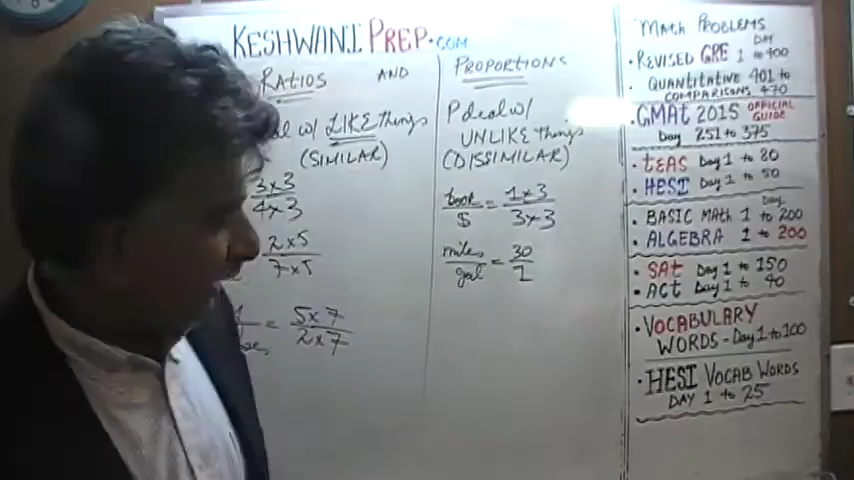 KESHWANI PREP.COM
RATIOS AND PROPORTIONS
w/ LIKE things
(SIMILAR)
3x3
4x3
2x5
7x5
= 5x7
2x7
P deal w/
UNLIKE things
(DISSIMILAR)
book = 1x3
$ 3x3
miles = 30
gal 1
MATH PROBLEMS
DAY
• REVISED GRE 1 to 400
• QUANTITATIVE 401 to
COMPARISONS 470
• GMAT 2015 OFFICIAL GUIDE
Day 251 to 375
• TEAS Day 1 to 80
• HESI Day 1 to 50
Day
• BASIC MATH 1 to 200
• ALGEBRA 1 to 200
• SAT Day 1 to 150
• ACT Day 1 to 40
• VOCABULARY
WORDS - Day 1 to 100
• HESI VOCAB WORDS
DAY 1 to 25